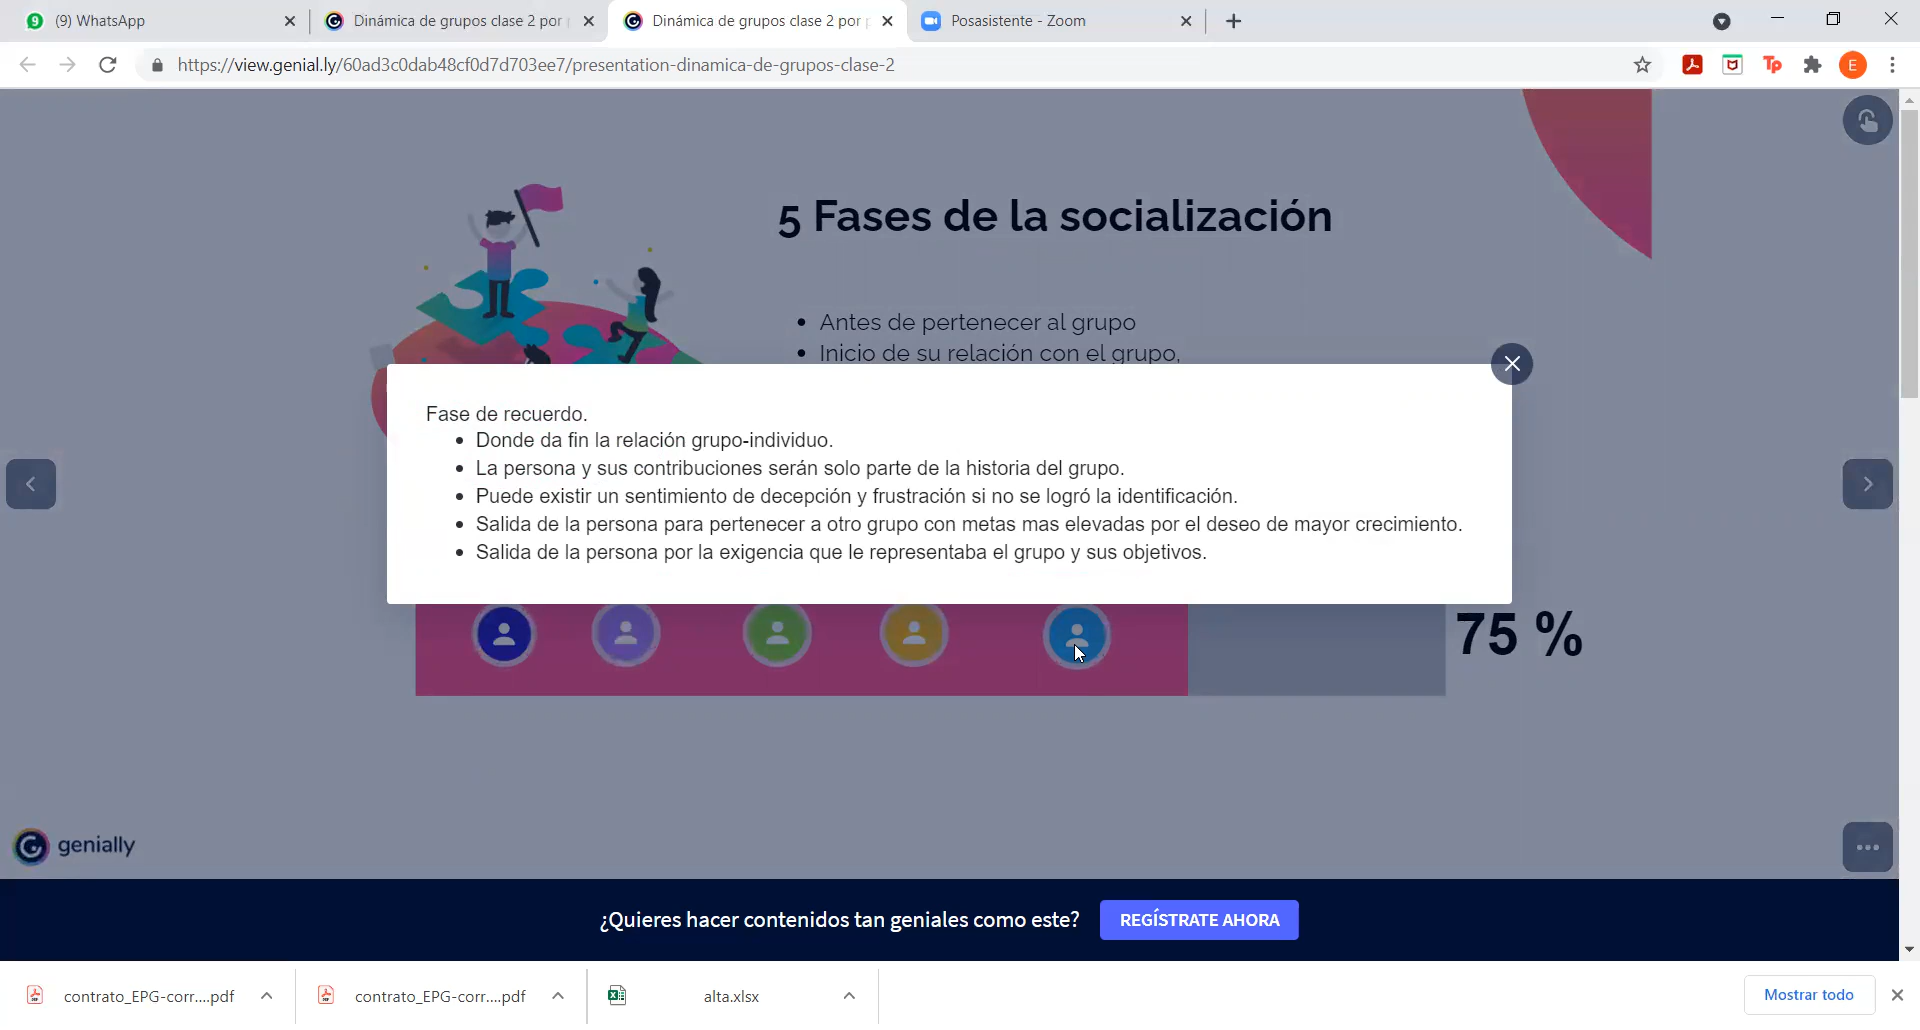 (9) WhatsApp
Dinámica de grupos clase 2 por
Dinámica de grupos clase 2 por
Posasistente - Zoom
https://view.genial.ly/60ad3c0dab48cf0d7d703ee7/presentation-dinamica-de-grupos-clase-2
E
5 Fases de la socialización
• Antes de pertenecer al grupo
• Inicio de su relación con el grupo,
Fase de recuerdo.
• Donde da fin la relación grupo-individuo.
• La persona y sus contribuciones serán solo parte de la historia del grupo.
• Puede existir un sentimiento de decepción y frustración si no se logró la identificación.
• Salida de la persona para pertenecer a otro grupo con metas mas elevadas por el deseo de mayor crecimiento.
• Salida de la persona por la exigencia que le representaba el grupo y sus objetivos.
75 %
genially
¿Quieres hacer contenidos tan geniales como este? REGÍSTRATE AHORA
contrato_EPG-corr....pdf
contrato_EPG-corr....pdf
alta.xlsx
Mostrar todo